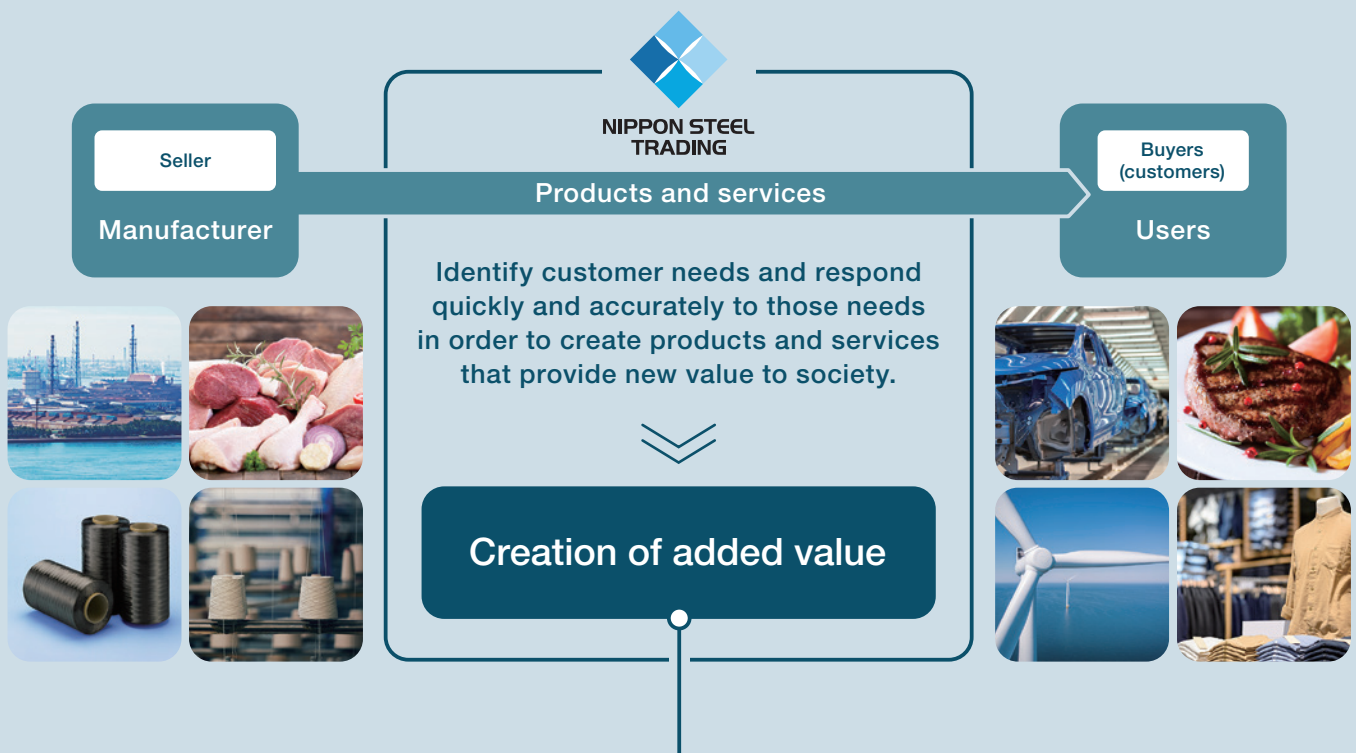 NIPPON STEEL
TRADING
Seller
Manufacturer
Products and services
Buyers
(customers)
Users
Identify customer needs and respond
quickly and accurately to those needs
in order to create products and services
that provide new value to society.
Creation of added value